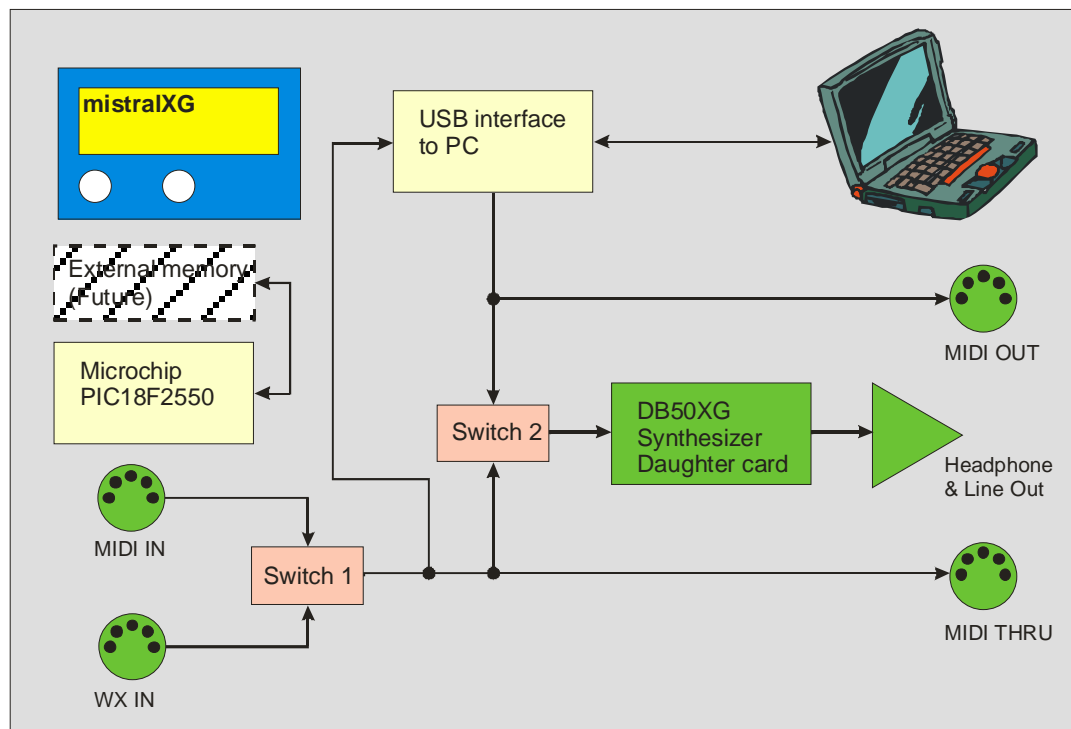 mistralXG
USB interface
to PC
External memory
(Future)
Microchip
PIC18F2550
MIDI OUT
Switch 2
DB50XG
Synthesizer
Daughter card
Headphone
& Line Out
MIDI IN
Switch 1
MIDI THRU
WX IN